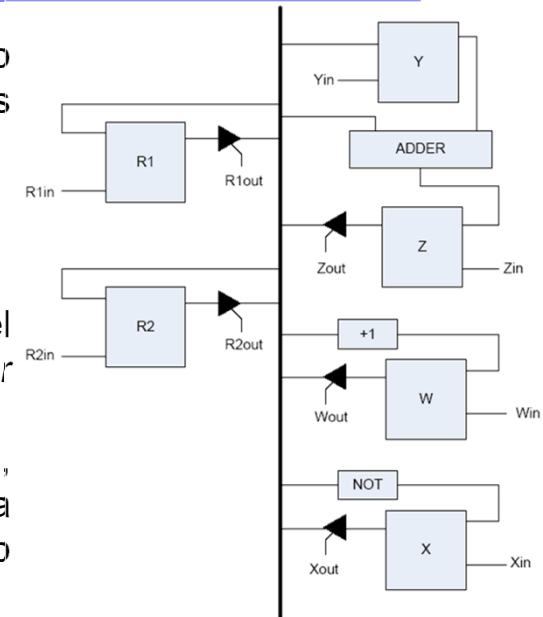 Y
Yin
ADDER
R1
R1out
R1in
Z
Zout
Zin
R2
R2out
R2in
+1
W
Wout
Win
NOT
X
Xout
Xin